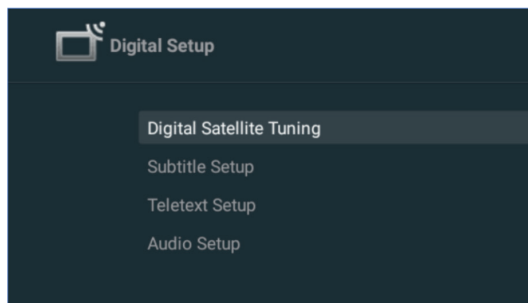 Digital Setup
Digital Satellite Tuning
Subtitle Setup
Teletext Setup
Audio Setup